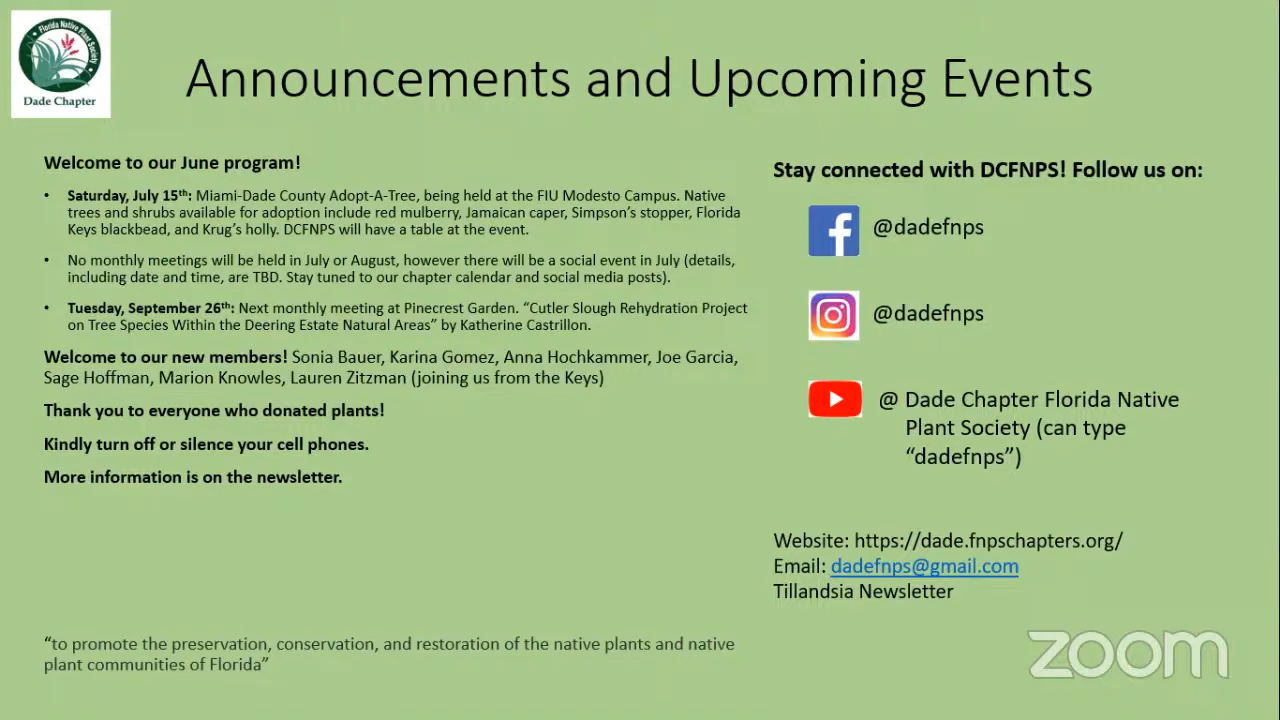 Florida Native Plant Society
Dade Chapter
Announcements and Upcoming Events
Welcome to our June program!
• Saturday, July 15th: Miami-Dade County Adopt-A-Tree, being held at the FIU Modesto Campus. Native
trees and shrubs available for adoption include red mulberry, Jamaican caper, Simpson's stopper, Florida
Keys blackbead, and Krug's holly. DCFNPS will have a table at the event.
• No monthly meetings will be held in July or August, however there will be a social event in July (details,
including date and time, are TBD. Stay tuned to our chapter calendar and social media posts).
• Tuesday, September 26th: Next monthly meeting at Pinecrest Garden. “Cutler Slough Rehydration Project
on Tree Species Within the Deering Estate Natural Areas” by Katherine Castrillon.
Welcome to our new members! Sonia Bauer, Karina Gomez, Anna Hochkammer, Joe Garcia,
Sage Hoffman, Marion Knowles, Lauren Zitzman (joining us from the Keys)
Thank you to everyone who donated plants!
Kindly turn off or silence your cell phones.
More information is on the newsletter.
“to promote the preservation, conservation, and restoration of the native plants and native
plant communities of Florida”
Stay connected with DCFNPS! Follow us on:
@dadefnps
@dadefnps
@ Dade Chapter Florida Native
Plant Society (can type
“dadefnps”)
Website: https://dade.fnpschapters.org/
Email: dadefnps@gmail.com
Tillandsia Newsletter
zoom